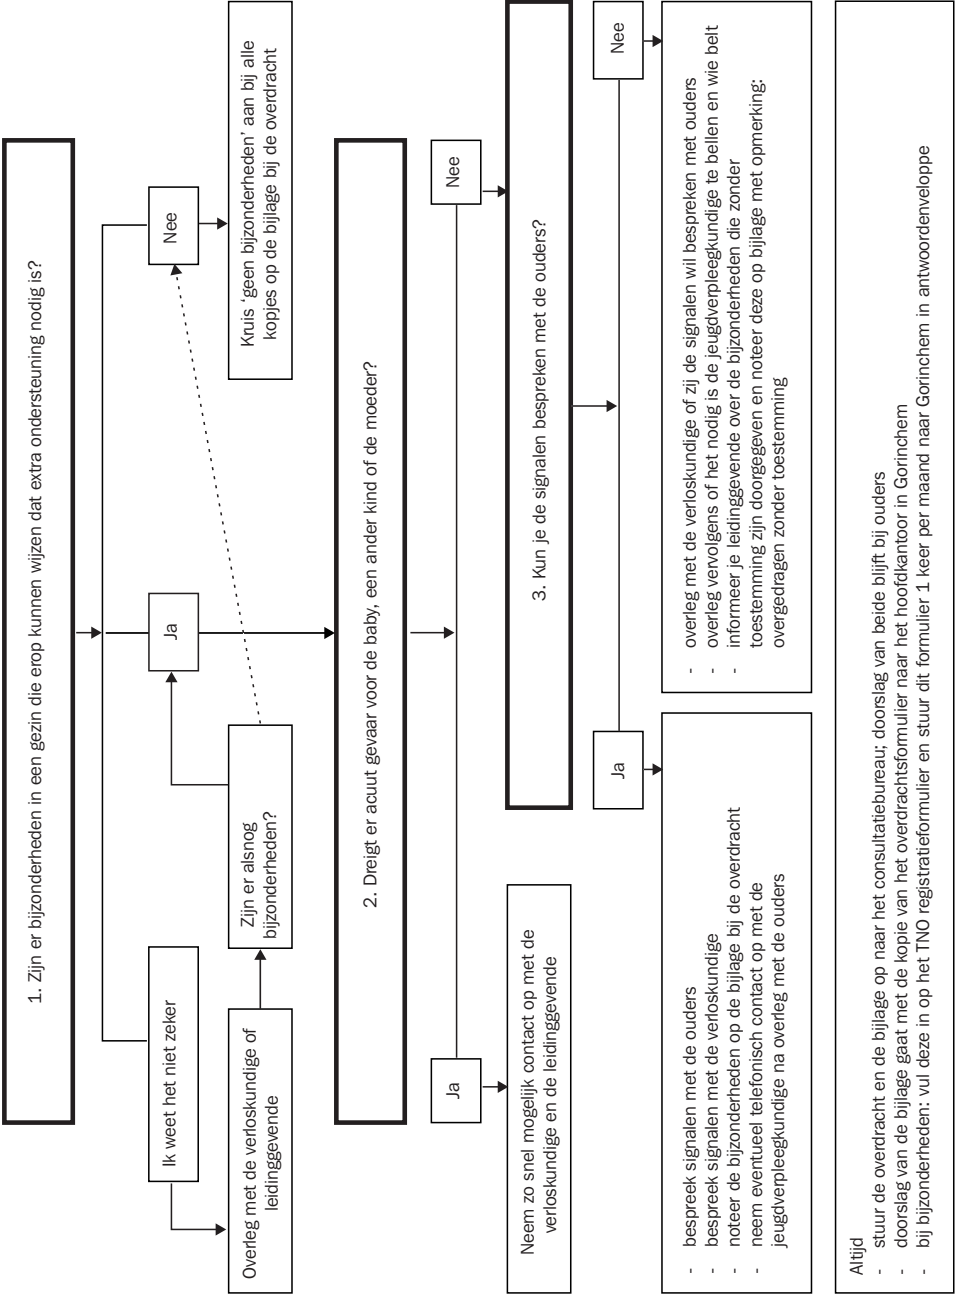 1. Zijn er bijzonderheden in een gezin die erop kunnen wijzen dat extra ondersteuning nodig is?
Ik weet het niet zeker
Ja
Nee
Overleg met de verloskundige of
leidinggevende
Zijn er alsnog
bijzonderheden?
Kruis ‘geen bijzonderheden’ aan bij alle
kopjes op de bijlage bij de overdracht
2. Dreigt er acuut gevaar voor de baby, een ander kind of de moeder?
Ja
Nee
Neem zo snel mogelijk contact op met de
verloskundige en de leidinggevende
3. Kun je de signalen bespreken met de ouders?
Ja
Nee
- bespreek signalen met de ouders
- bespreek signalen met de verloskundige
- noteer de bijzonderheden op de bijlage bij de overdracht
- neem eventueel telefonisch contact op met de
jeugdverpleegkundige na overleg met de ouders
- overleg met de verloskundige of zij de signalen wil bespreken met ouders
- overleg vervolgens of het nodig is de jeugdverpleegkundige te bellen en wie belt
- informeer je leidinggevende over de bijzonderheden die zonder
toestemming zijn doorgegeven en noteer deze op bijlage met opmerking:
overgedragen zonder toestemming
Altijd
- stuur de overdracht en de bijlage op naar het consultatiebureau; doorslag van beide blijft bij ouders
- doorslag van de bijlage gaat met de kopie van het overdrachtsformulier naar het hoofdkantoor in Gorinchem
- bij bijzonderheden: vul deze in op het TNO registratieformulier en stuur dit formulier 1 keer per maand naar Gorinchem in antwoordenveloppe